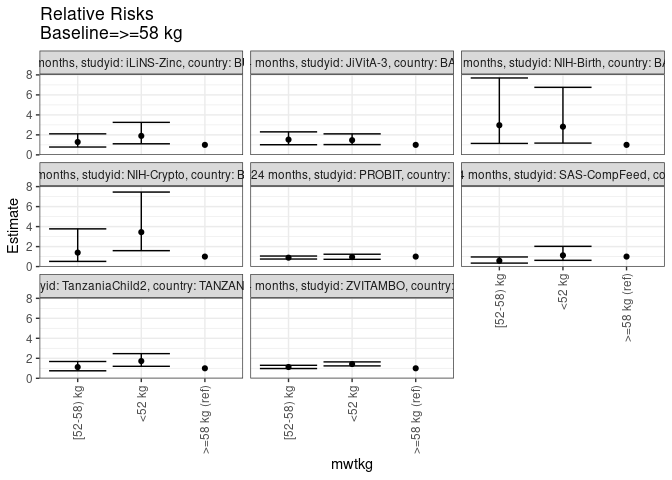 Relative Risks
Baseline=>=58 kg
months, studyid: iLiNS-Zinc, country: BU
months, studyid: JiVitA-3, country: BA
months, studyid: NIH-Birth, country: BA
8
6
4
2
0
months, studyid: NIH-Crypto, country: B
24 months, studyid: PROBIT, country:
months, studyid: SAS-CompFeed, co
8
6
4
2
0
Estimate
yid: TanzaniaChild2, country: TANZAN
months, studyid: ZVITAMBO, country:
8
6
4
2
0
[52-58) kg
<52 kg
>=58 kg (ref)
[52-58) kg
<52 kg
>=58 kg (ref)
[52-58) kg
<52 kg
>=58 kg (ref)
mwtkg